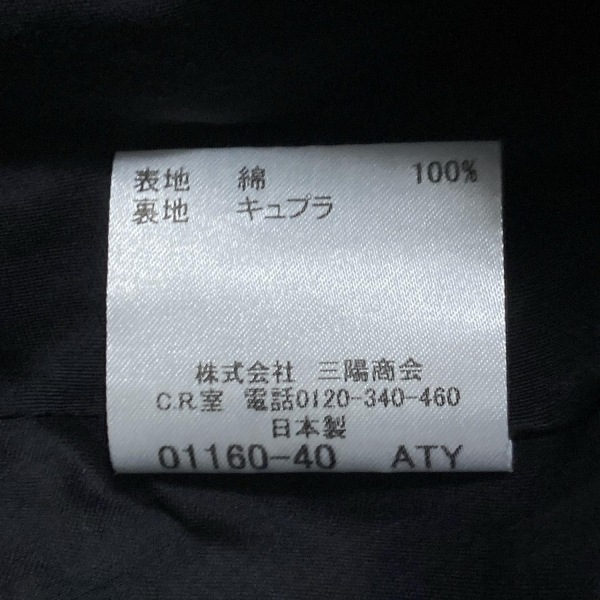 表地 綿 100%
裏地 キュプラ
株式会社 三陽商会
C.R.室 電話0120-340-460
日本製
01160-40 ATY